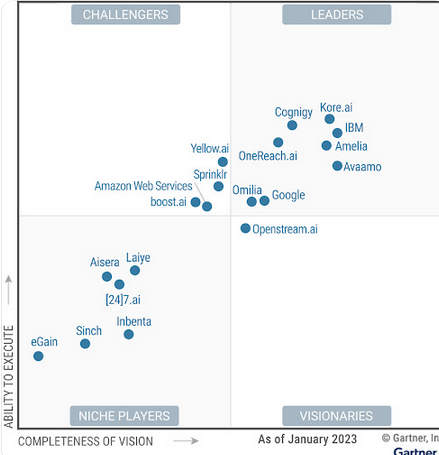 CHALLENGERS
LEADERS
Cognigy
Kore.ai
IBM
OneReach.ai
Amelia
Yellow.ai
Avaamo
Sprinklr
Amazon Web Services
Omilia
Google
boost.ai
Openstream.ai
Aisera
Laiye
[24]7.ai
Inbenta
Sinch
eGain
ABILITY TO EXECUTE
NICHE PLAYERS
VISIONARIES
COMPLETENESS OF VISION
As of January 2023
© Gartner, In
Gartner